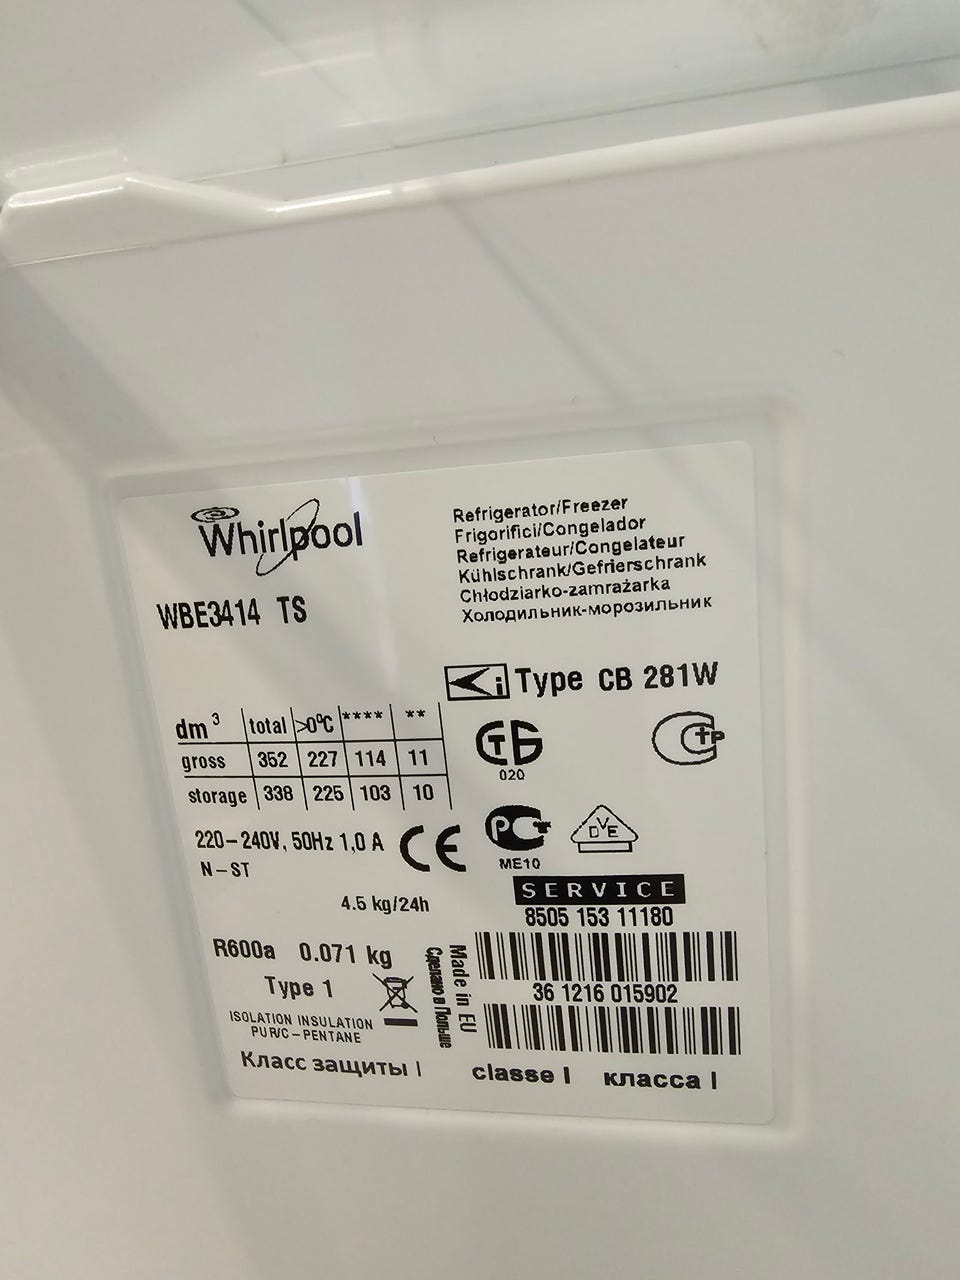 Whirlpool
WBE3414 TS
Refrigerator/Freezer
Frigorifici/Congelador
Refrigerateur/Congelateur
Kühlschrank/Gefrierschrank
Chłodziarko-zamrażarka
Холодильник-морозильник
i Type CB 281W
dm³ total >0°C **** **
gross 352 227 114 11
storage 338 225 103 10
020
220-240V, 50Hz 1,0 A
N-ST
CE
PC
ME10
DVE
4.5 kg/24h
SERVICE
8505 153 11180
R600a 0.071 kg
Type 1
ISOLATION INSULATION
PUR/C-PENTANE
Made in EU
Сделано в Польше
36 1216 015902
Класс защиты I
classe I класса I